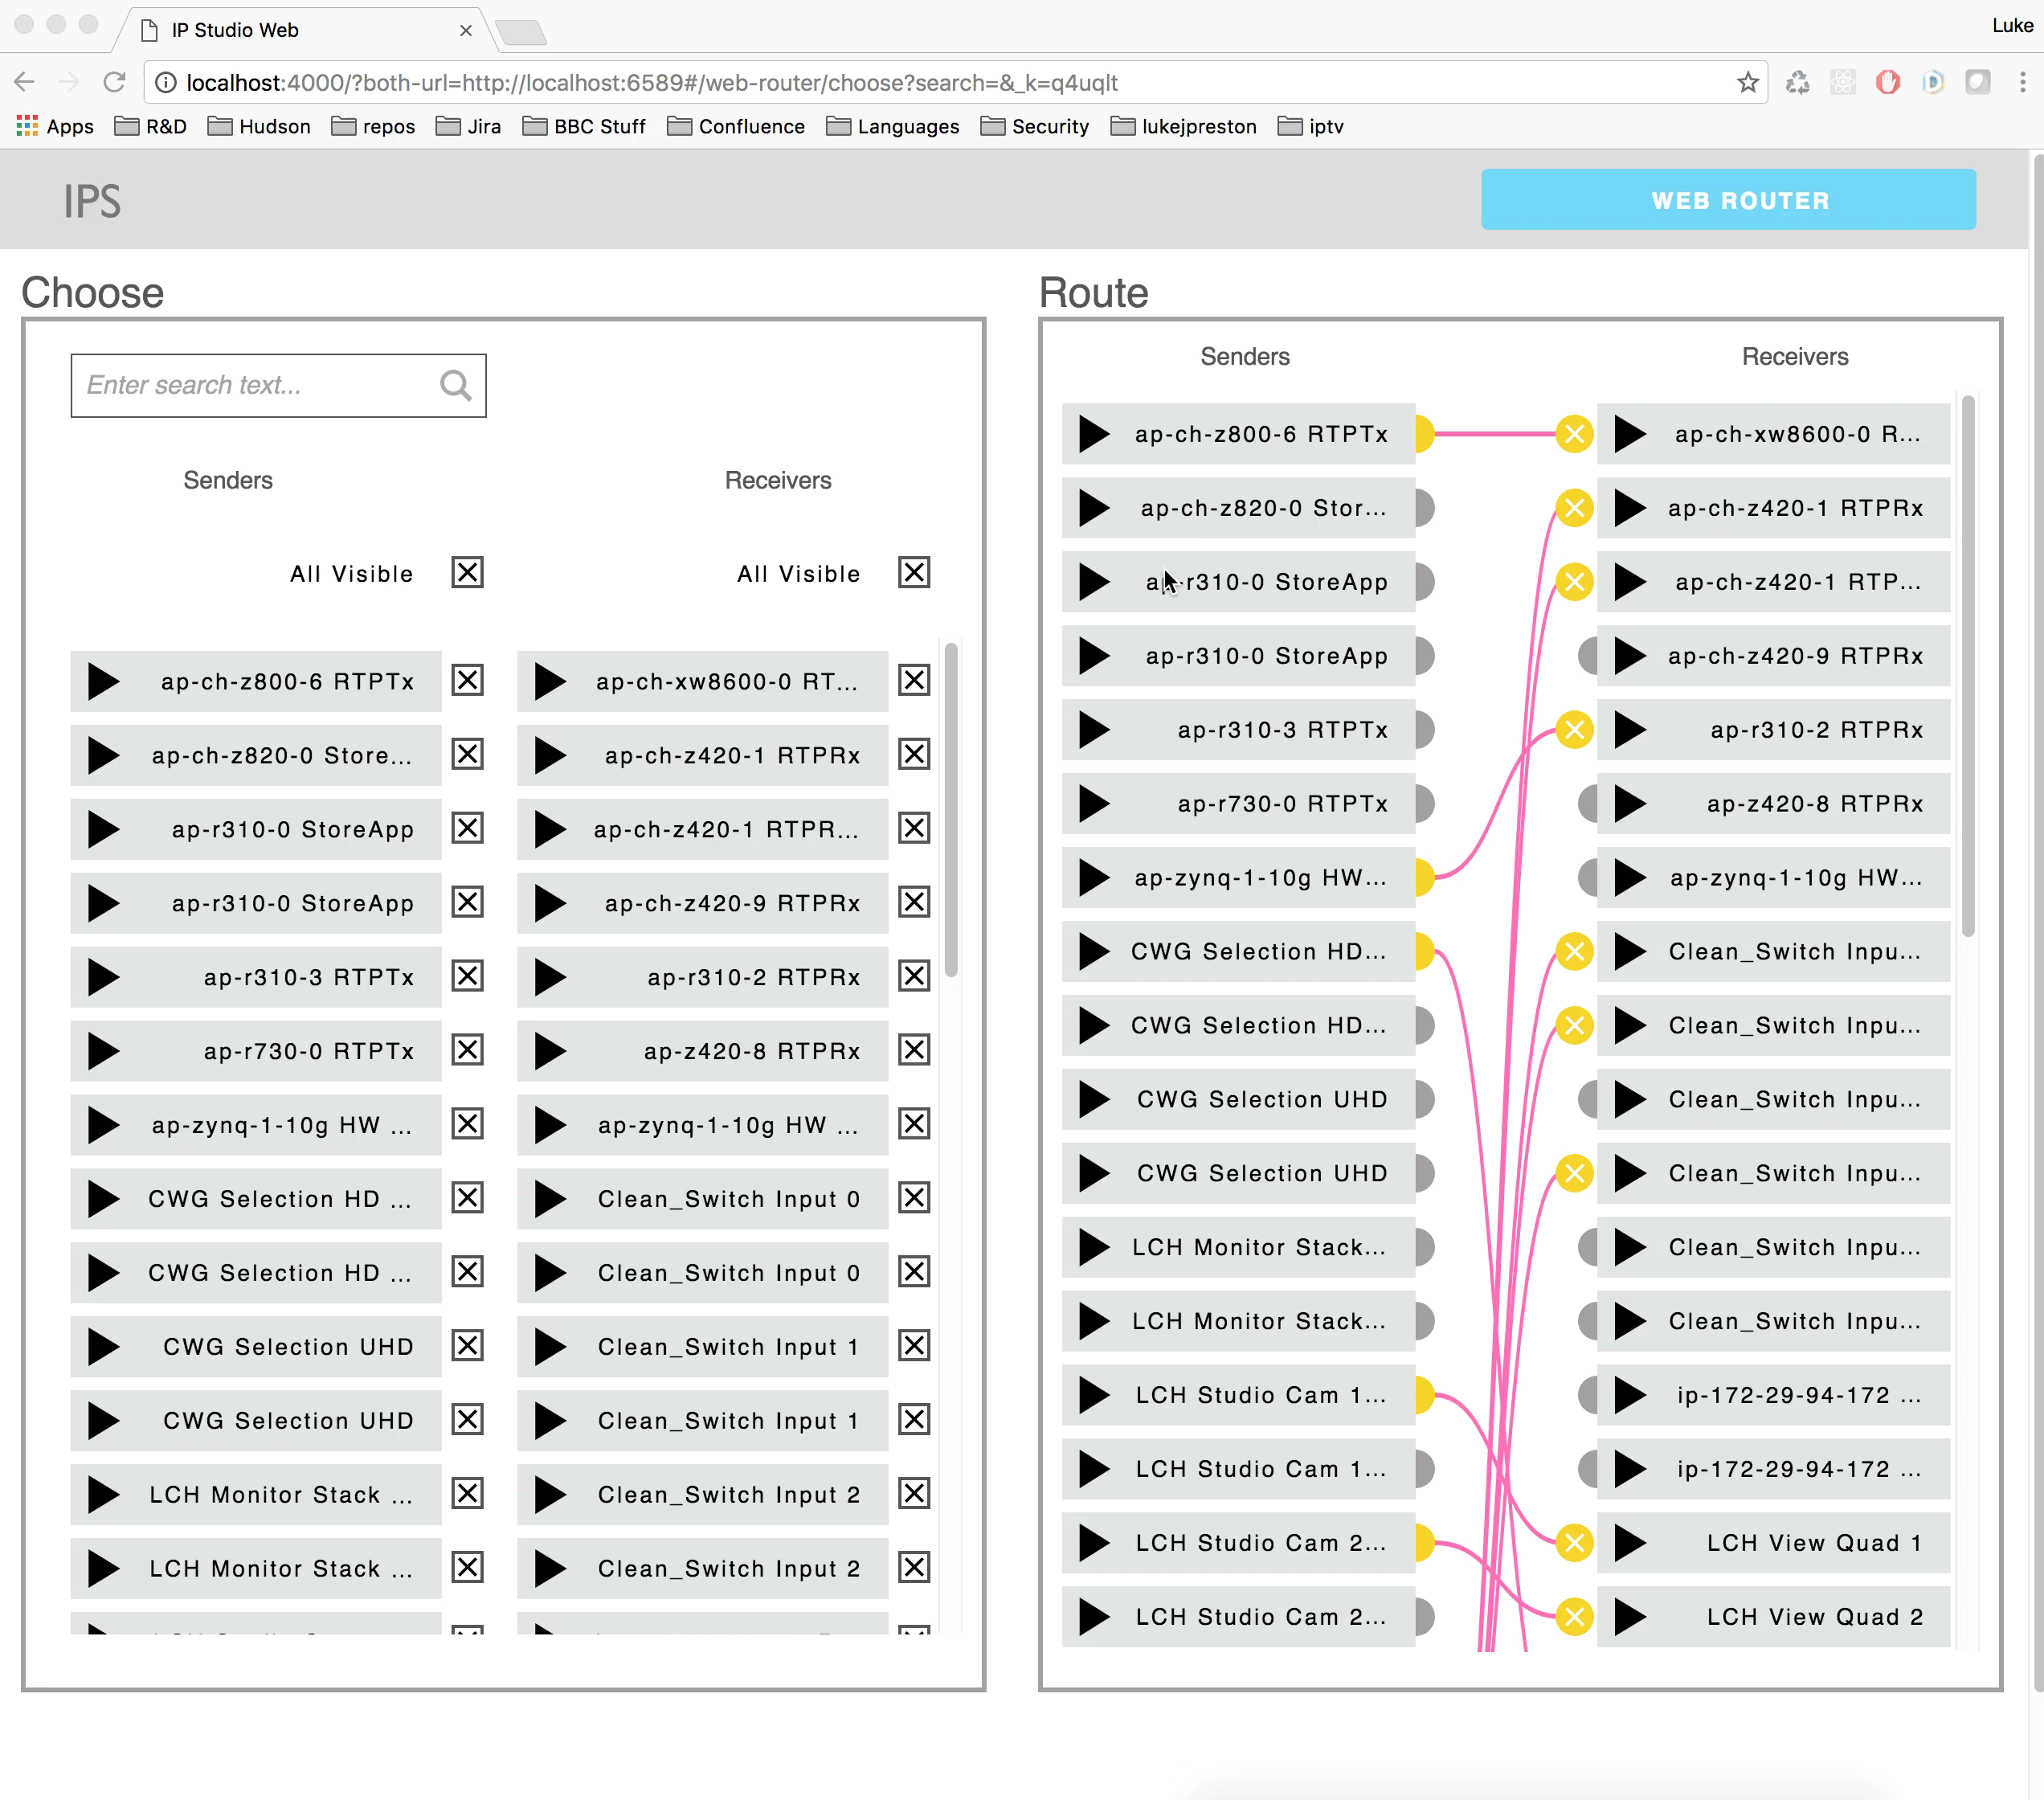 IP Studio Web
Luke
localhost:4000/?both-url=http://localhost:6589#/web-router/choose?search=&_k=q4uqlt
Apps R&D Hudson repos Jira BBC Stuff Confluence Languages Security lukejpreston iptv
IPS
WEB ROUTER
Choose
Enter search text...
Senders Receivers
All Visible All Visible
ap-ch-z800-6 RTPTx ap-ch-xw8600-0 RT...
ap-ch-z820-0 Store... ap-ch-z420-1 RTPRx
ap-r310-0 StoreApp ap-ch-z420-1 RTPR...
ap-r310-0 StoreApp ap-ch-z420-9 RTPRx
ap-r310-3 RTPTx ap-r310-2 RTPRx
ap-r730-0 RTPTx ap-z420-8 RTPRx
ap-zynq-1-10g HW ... ap-zynq-1-10g HW ...
CWG Selection HD ... Clean_Switch Input 0
CWG Selection HD ... Clean_Switch Input 0
CWG Selection UHD Clean_Switch Input 1
CWG Selection UHD Clean_Switch Input 1
LCH Monitor Stack ... Clean_Switch Input 2
LCH Monitor Stack ... Clean_Switch Input 2
Route
Senders Receivers
ap-ch-z800-6 RTPTx ap-ch-xw8600-0 R...
ap-ch-z820-0 Stor... ap-ch-z420-1 RTPRx
ap-r310-0 StoreApp ap-ch-z420-1 RTP...
ap-r310-0 StoreApp ap-ch-z420-9 RTPRx
ap-r310-3 RTPTx ap-r310-2 RTPRx
ap-r730-0 RTPTx ap-z420-8 RTPRx
ap-zynq-1-10g HW... ap-zynq-1-10g HW...
CWG Selection HD... Clean_Switch Inpu...
CWG Selection HD... Clean_Switch Inpu...
CWG Selection UHD Clean_Switch Inpu...
CWG Selection UHD Clean_Switch Inpu...
LCH Monitor Stack... Clean_Switch Inpu...
LCH Monitor Stack... Clean_Switch Inpu...
LCH Studio Cam 1... ip-172-29-94-172 ...
LCH Studio Cam 1... ip-172-29-94-172 ...
LCH Studio Cam 2... LCH View Quad 1
LCH Studio Cam 2... LCH View Quad 2